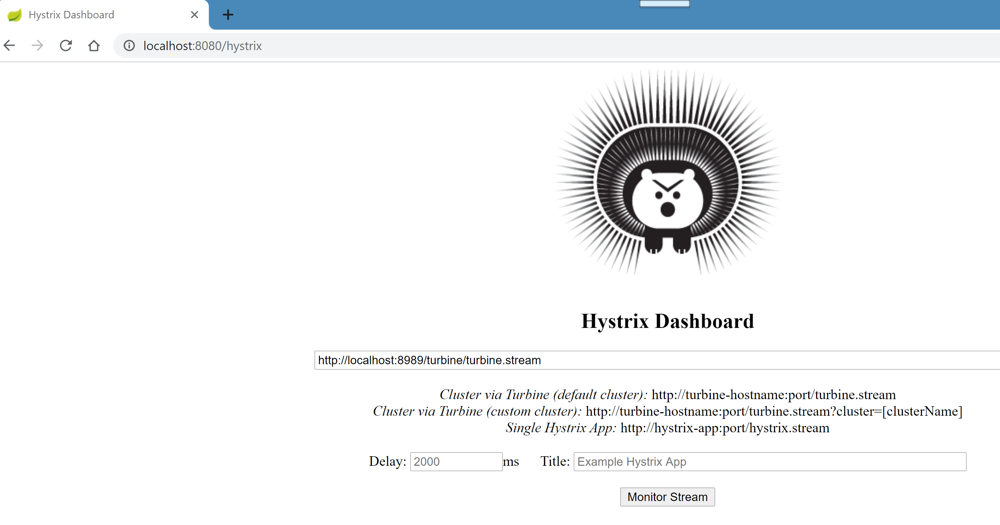 Hystrix Dashboard
localhost:8080/hystrix
Hystrix Dashboard
http://localhost:8989/turbine/turbine.stream
Cluster via Turbine (default cluster): http://turbine-hostname:port/turbine.stream
Cluster via Turbine (custom cluster): http://turbine-hostname:port/turbine.stream?cluster=[clusterName]
Single Hystrix App: http://hystrix-app:port/hystrix.stream
Delay: 2000 ms Title: Example Hystrix App
Monitor Stream